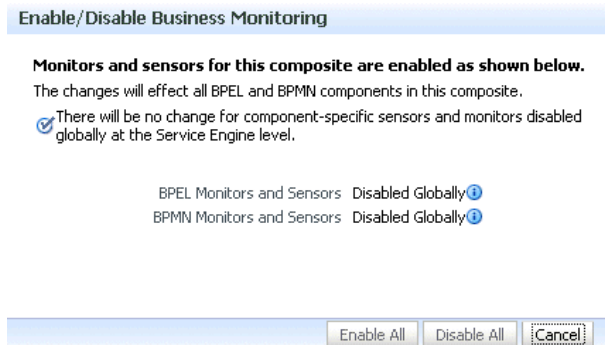 Enable/Disable Business Monitoring
Monitors and sensors for this composite are enabled as shown below.
The changes will effect all BPEL and BPMN components in this composite.
There will be no change for component-specific sensors and monitors disabled
globally at the Service Engine level.
BPEL Monitors and Sensors Disabled Globally
BPMN Monitors and Sensors Disabled Globally
Enable All Disable All Cancel